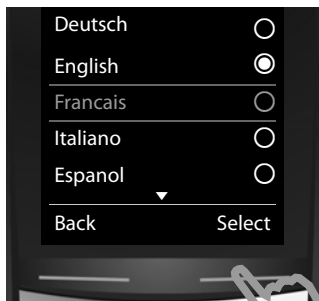 Deutsch
English
Francais
Italiano
Espanol
Back Select